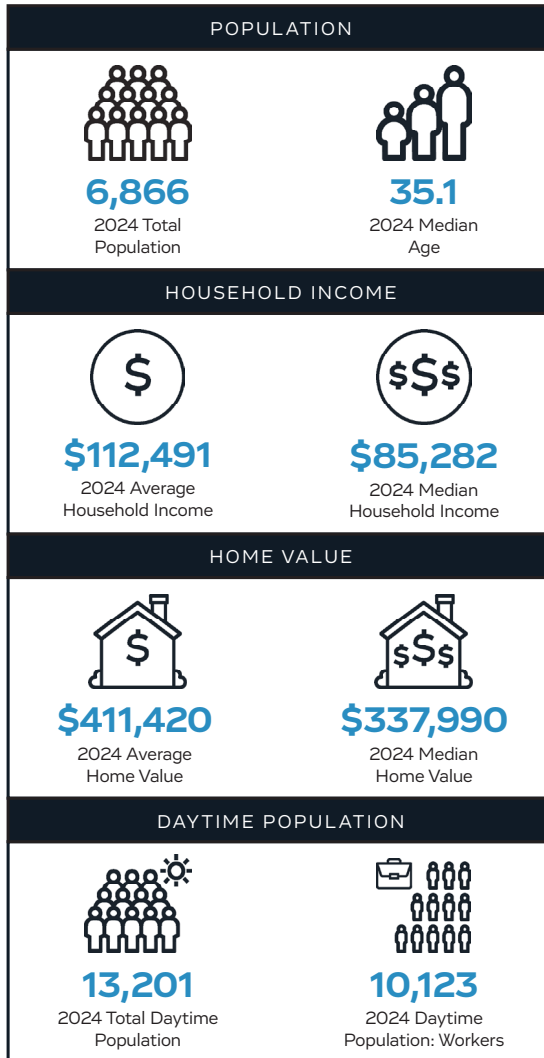 POPULATION
6,866
2024 Total
Population
35.1
2024 Median
Age
HOUSEHOLD INCOME
$
$112,491
2024 Average
Household Income
$$$
$85,282
2024 Median
Household Income
HOME VALUE
$
$411,420
2024 Average
Home Value
$$$
$337,990
2024 Median
Home Value
DAYTIME POPULATION
13,201
2024 Total Daytime
Population
10,123
2024 Daytime
Population: Workers